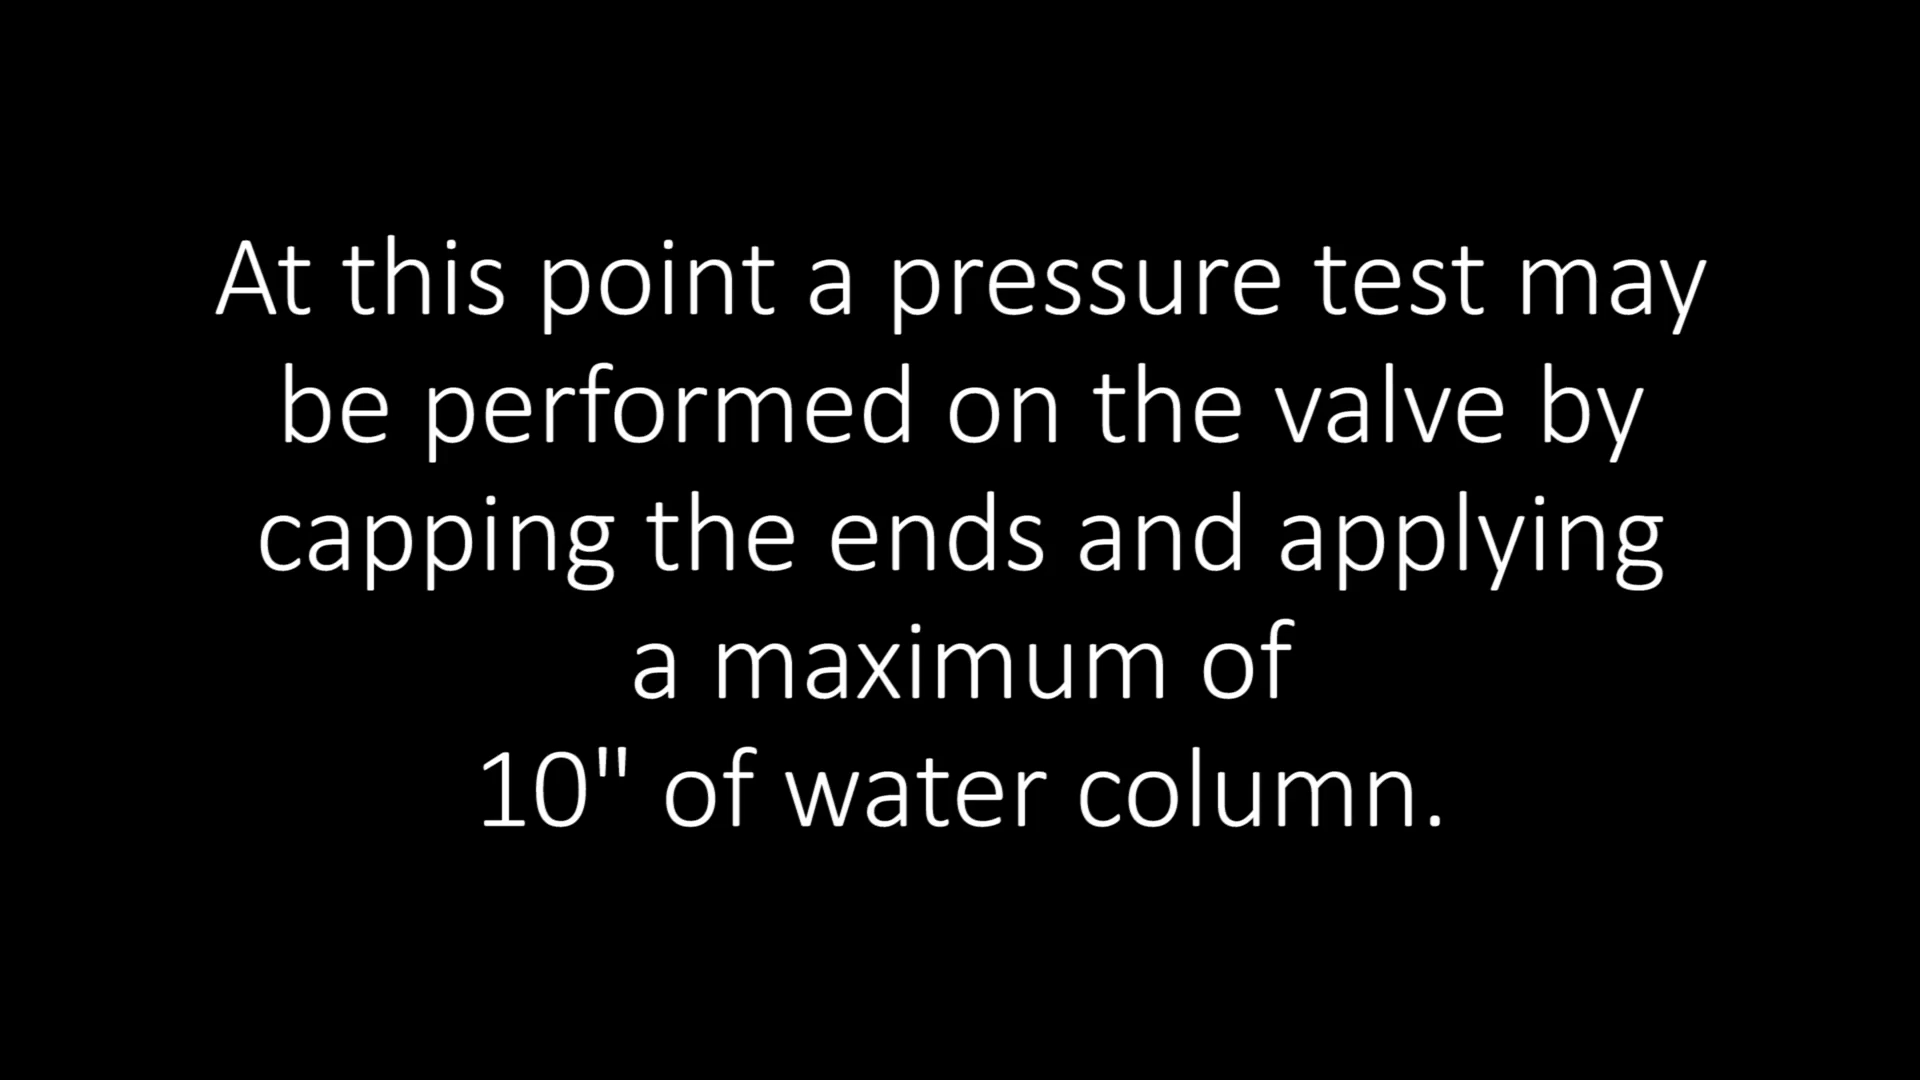 At this point a pressure test may
be performed on the valve by
capping the ends and applying
a maximum of
10" of water column.